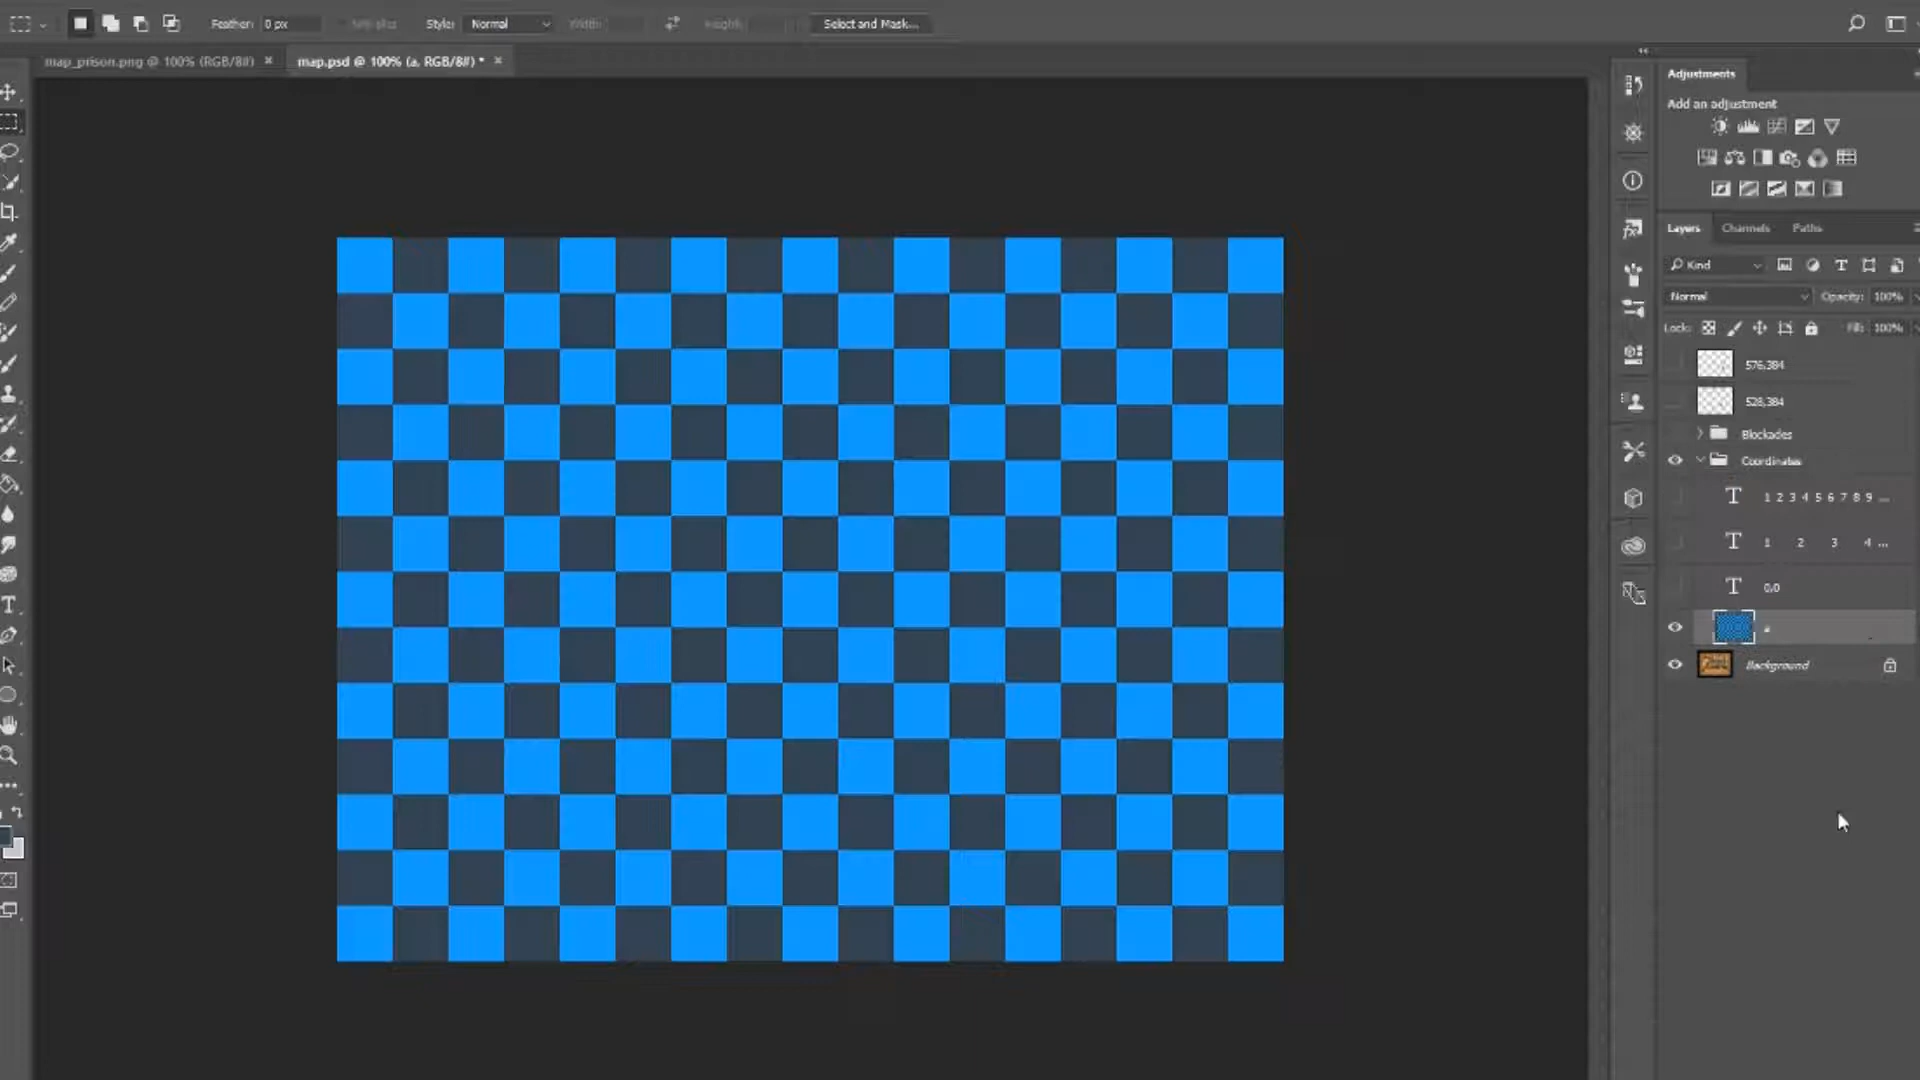 Feather: 0 px Style: Normal Width: Height: Select and Mask...
map_prison.png @ 100% (RGB/8#) × map.psd @ 100% (a, RGB/8#) * ×
Adjustments
Add an adjustment
Layers Channels Paths
Kind
Normal Opacity: 100%
Lock: Fill: 100%
576,384
528,384
Blockades
Coordinates
1 2 3 4 5 6 7 8 9 ...
1 2 3 4 ...
0,0
a
Background